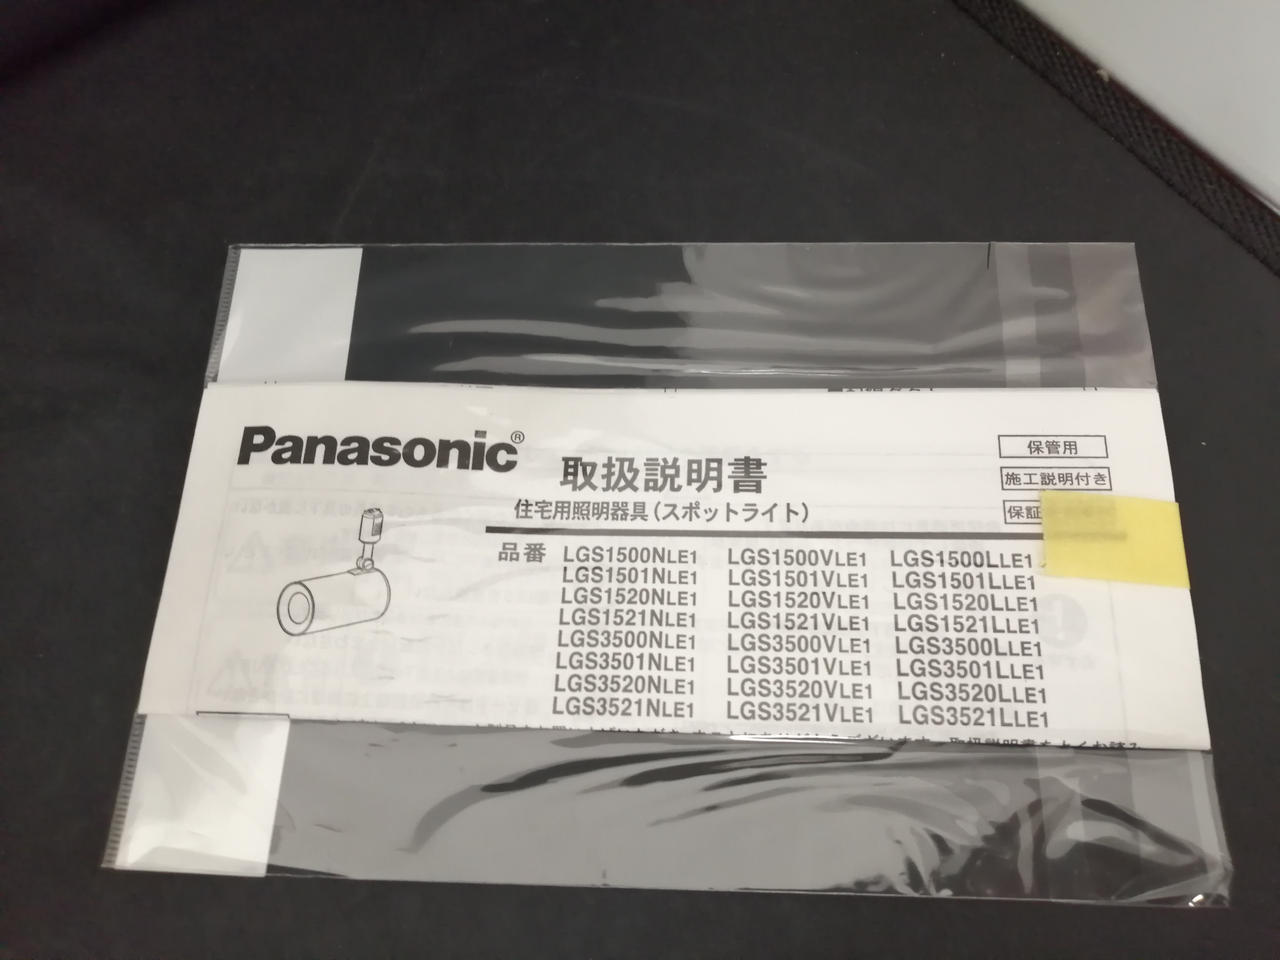 Panasonic®
取扱説明書
住宅用照明器具(スポットライト)
保管用
施工説明付き
保証
品番 LGS1500NLE1 LGS1500VLE1 LGS1500LLE1
LGS1501NLE1 LGS1501VLE1 LGS1501LLE1
LGS1520NLE1 LGS1520VLE1 LGS1520LLE1
LGS1521NLE1 LGS1521VLE1 LGS1521LLE1
LGS3500NLE1 LGS3500VLE1 LGS3500LLE1
LGS3501NLE1 LGS3501VLE1 LGS3501LLE1
LGS3520NLE1 LGS3520VLE1 LGS3520LLE1
LGS3521NLE1 LGS3521VLE1 LGS3521LLE1